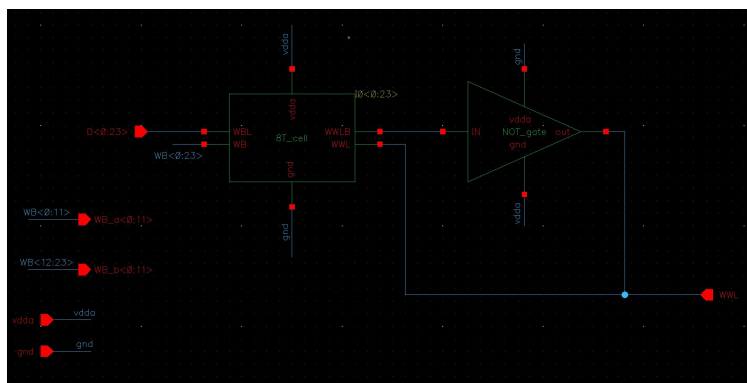 vdda
gnd
I0<0:23>
vdda
vdda
D<0:23>
WBL
8T_cell
WWLB
IN
NOT_gate
out
WB<0:23>
WB
WWL
gnd
gnd
gnd
vdda
WB<0:11>
WB_a<0:11>
WB<12:23>
WB_b<0:11>
WWL
vdda
vdda
gnd
gnd